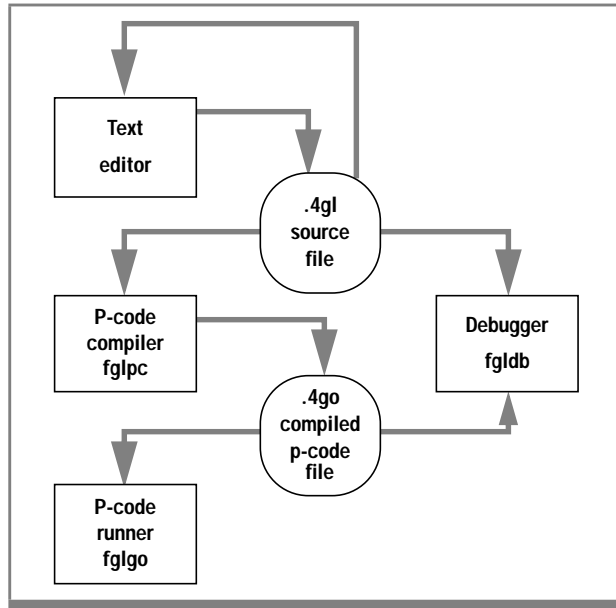 Text
editor
.4gl
source
file
P-code
compiler
fglpc
Debugger
fgldb
.4go
compiled
p-code
file
P-code
runner
fglgo